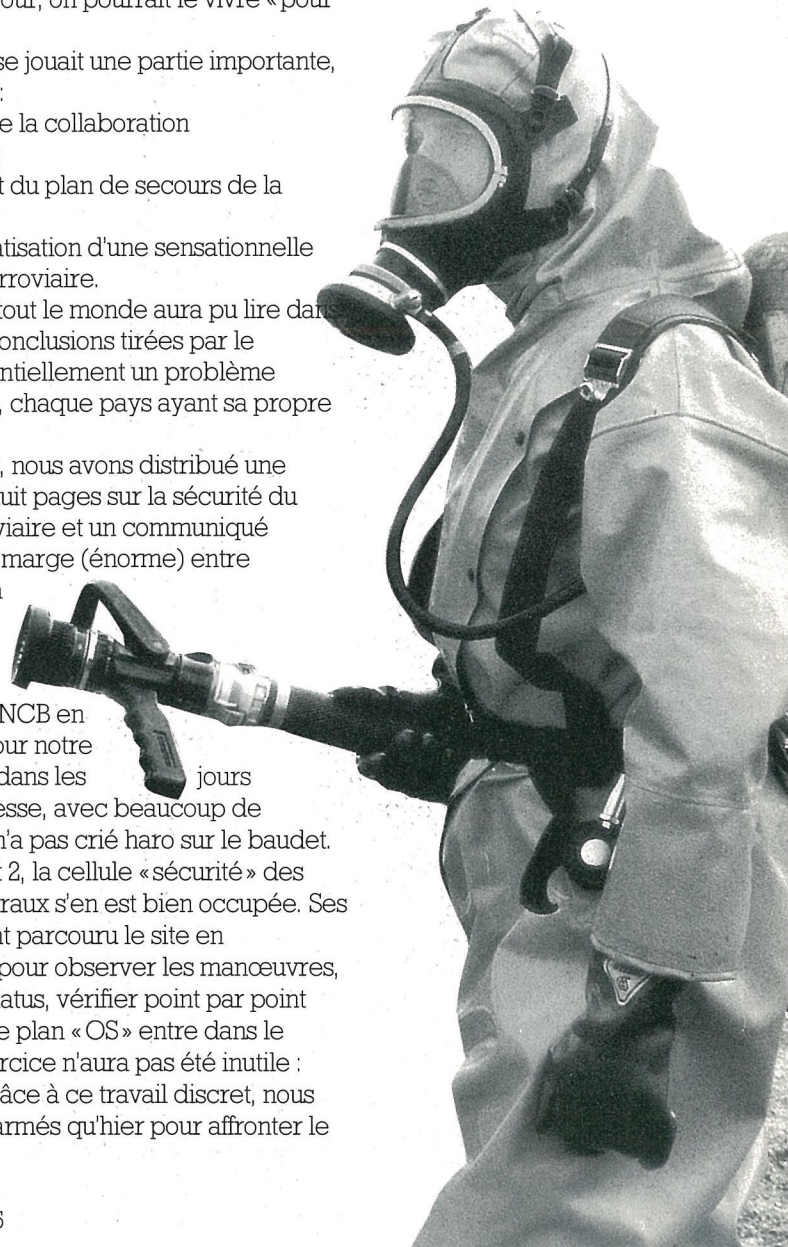 our, on pourrait le vivre « pour
se jouait une partie importante,
:
e la collaboration
t du plan de secours de la
atisation d'une sensationnelle
rroviaire.
tout le monde aura pu lire dans
onclusions tirées par le
ntiellement un problème
, chaque pays ayant sa propre
, nous avons distribué une
uit pages sur la sécurité du
viaire et un communiqué
marge (énorme) entre
NCB en
our notre
dans les jours
esse, avec beaucoup de
n'a pas crié haro sur le baudet.
t 2, la cellule « sécurité » des
raux s'en est bien occupée. Ses
nt parcouru le site en
pour observer les manœuvres,
atus, vérifier point par point
e plan « OS » entre dans le
rcice n'aura pas été inutile :
âce à ce travail discret, nous
armés qu'hier pour affronter le